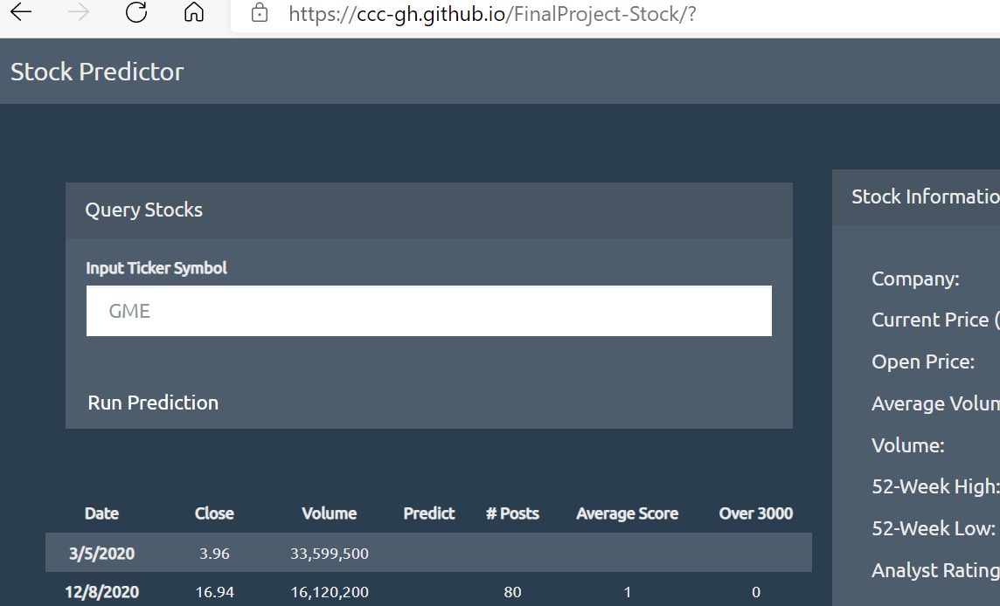 https://ccc-gh.github.io/FinalProject-Stock/?
Stock Predictor
Query Stocks
Input Ticker Symbol
GME
Run Prediction
Date Close Volume Predict # Posts Average Score Over 3000
3/5/2020 3.96 33,599,500
12/8/2020 16.94 16,120,200 80 1 0
Stock Informatio
Company:
Current Price (
Open Price:
Average Volum
Volume:
52-Week High:
52-Week Low:
Analyst Rating